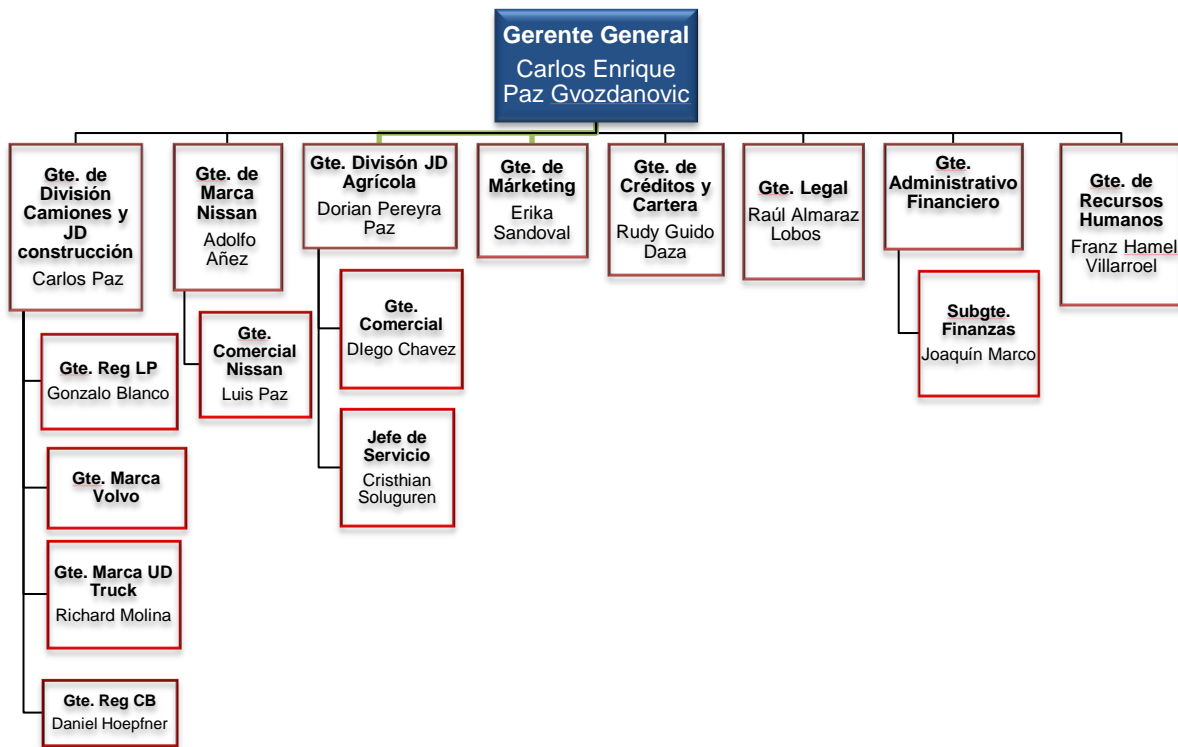 Gerente General
Carlos Enrique
Paz Gvozdanovic
Gte. de
División
Camiones y
JD
construcción
Carlos Paz
Gte. Reg LP
Gonzalo Blanco
Gte. Marca
Volvo
Gte. Marca UD
Truck
Richard Molina
Gte. Reg CB
Daniel Hoepfner
Gte. de
Marca
Nissan
Adolfo
Añez
Gte.
Comercial
Nissan
Luis Paz
Gte. Divisón JD
Agrícola
Dorian Pereyra
Paz
Gte.
Comercial
DIego Chavez
Jefe de
Servicio
Cristhian
Soluguren
Gte. de
Márketing
Erika
Sandoval
Gte. de
Créditos y
Cartera
Rudy Guido
Daza
Gte. Legal
Raúl Almaraz
Lobos
Gte.
Administrativo
Financiero
Subgte.
Finanzas
Joaquín Marco
Gte. de
Recursos
Humanos
Franz Hamel
Villarroel